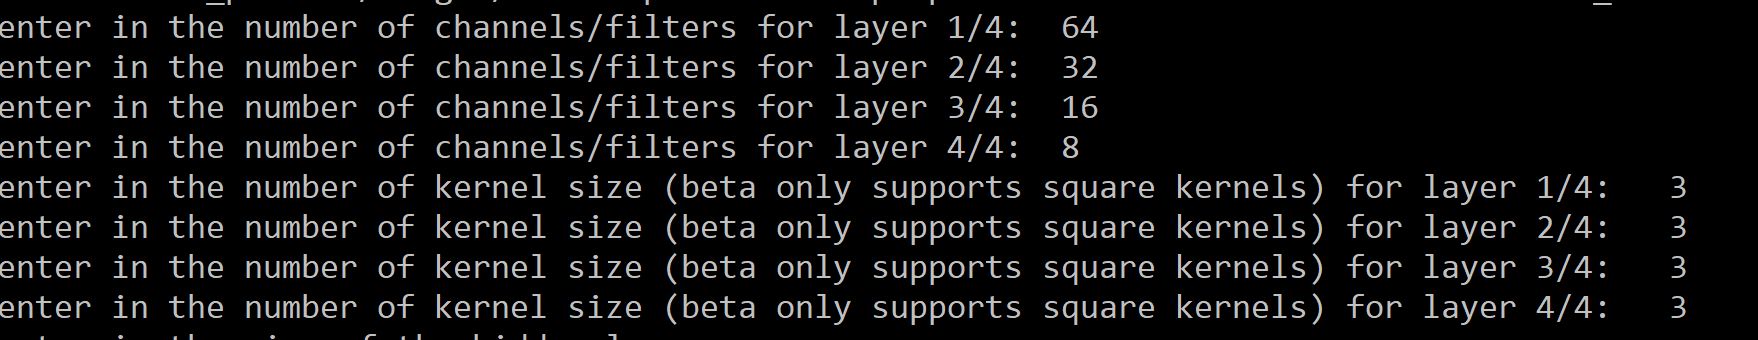 enter in the number of channels/filters for layer 1/4:  64
enter in the number of channels/filters for layer 2/4:  32
enter in the number of channels/filters for layer 3/4:  16
enter in the number of channels/filters for layer 4/4:  8
enter in the number of kernel size (beta only supports square kernels) for layer 1/4:   3
enter in the number of kernel size (beta only supports square kernels) for layer 2/4:   3
enter in the number of kernel size (beta only supports square kernels) for layer 3/4:   3
enter in the number of kernel size (beta only supports square kernels) for layer 4/4:   3